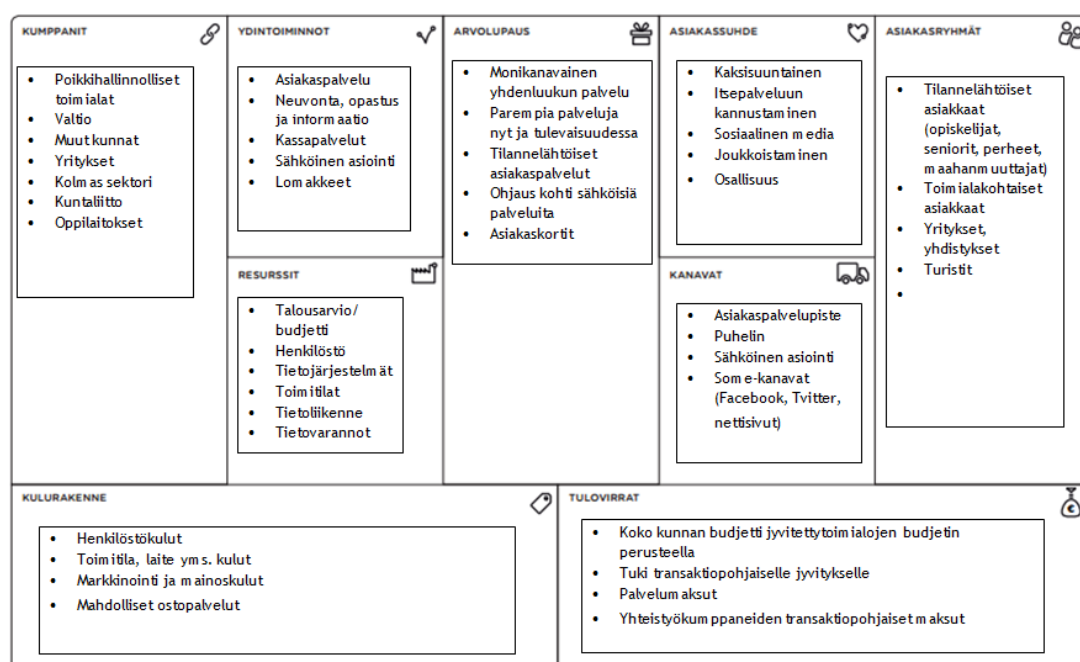 KUMPPANIT
• Poikkihallinnolliset
toimialat
• Valtio
• Muut kunnat
• Yritykset
• Kolmas sektori
• Kuntaliitto
• Oppilaitokset
YDINTOIMINNOT
• Asiakaspalvelu
• Neuvonta, opastus
ja informaatio
• Kassapalvelut
• Sähköinen asiointi
• Lomakkeet
RESURSSIT
• Talousarvio/
budjetti
• Henkilöstö
• Tietojärjestelmät
• Toimitilat
• Tietoliikenne
• Tietovarannot
ARVOLUPAUS
• Monikanavainen
yhdenluukun palvelu
• Parempia palveluja
nyt ja tulevaisuudessa
• Tilannelähtöiset
asiakaspalvelut
• Ohjaus kohti sähköisiä
palveluita
• Asiakaskortit
ASIAKASSUHDE
• Kaksisuuntainen
• Itsepalveluun
kannustaminen
• Sosiaalinen media
• Joukkoistaminen
• Osallisuus
KANAVAT
• Asiakaspalvelupiste
• Puhelin
• Sähköinen asiointi
• Some-kanavat
(Facebook, Tvitter,
nettisivut)
ASIAKASRYHMÄT
• Tilannelähtöiset
asiakkaat
(opiskelijat,
seniorit, perheet,
maahanmuuttajat)
• Toimialakohtaiset
asiakkaat
• Yritykset,
yhdistykset
• Turistit
•
KULURAKENNE
• Henkilöstökulut
• Toimitila, laite yms. kulut
• Markkinointi ja mainoskulut
• Mahdolliset ostopalvelut
TULOVIRRAT
• Koko kunnan budjetti jyvitettytoimialojen budjetin
perusteella
• Tuki transaktiopohjaiselle jyvitykselle
• Palvelumaksut
• Yhteistyökumppaneiden transaktiopohjaiset maksut
€